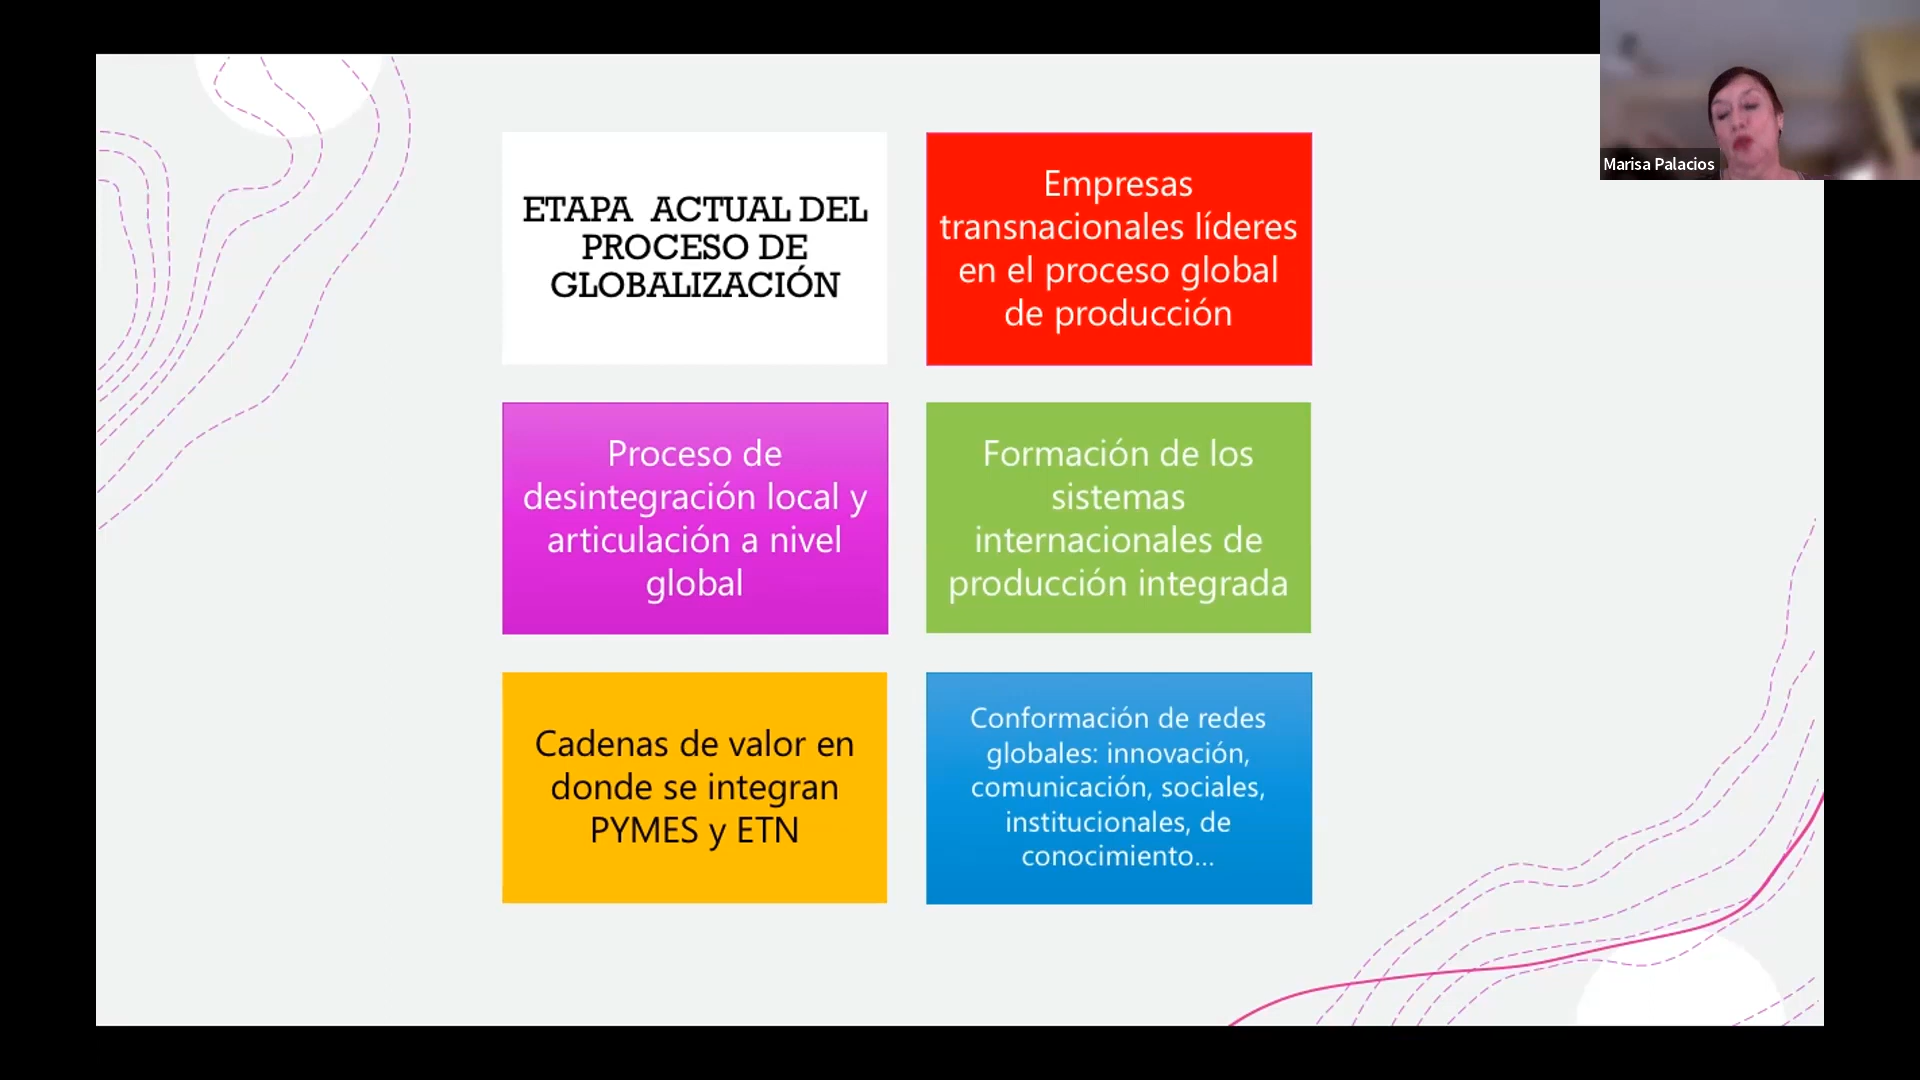 ETAPA ACTUAL DEL
PROCESO DE
GLOBALIZACIÓN
Empresas
transnacionales líderes
en el proceso global
de producción
Proceso de
desintegración local y
articulación a nivel
global
Formación de los
sistemas
internacionales de
producción integrada
Cadenas de valor en
donde se integran
PYMES y ETN
Conformación de redes
globales: innovación,
comunicación, sociales,
institucionales, de
conocimiento...
Marisa Palacios